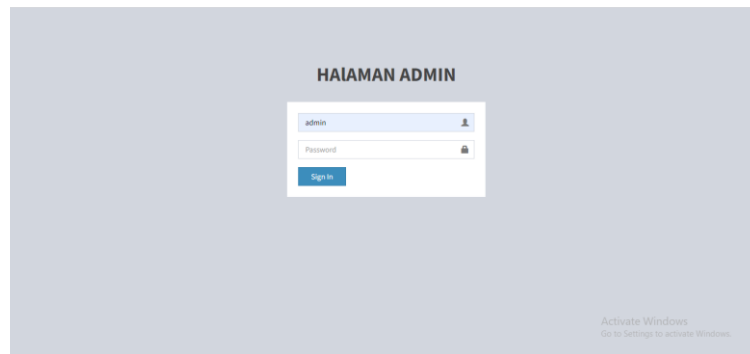 HAlAMAN ADMIN
admin
Password
Sign In
Activate Windows
Go to Settings to activate Windows.